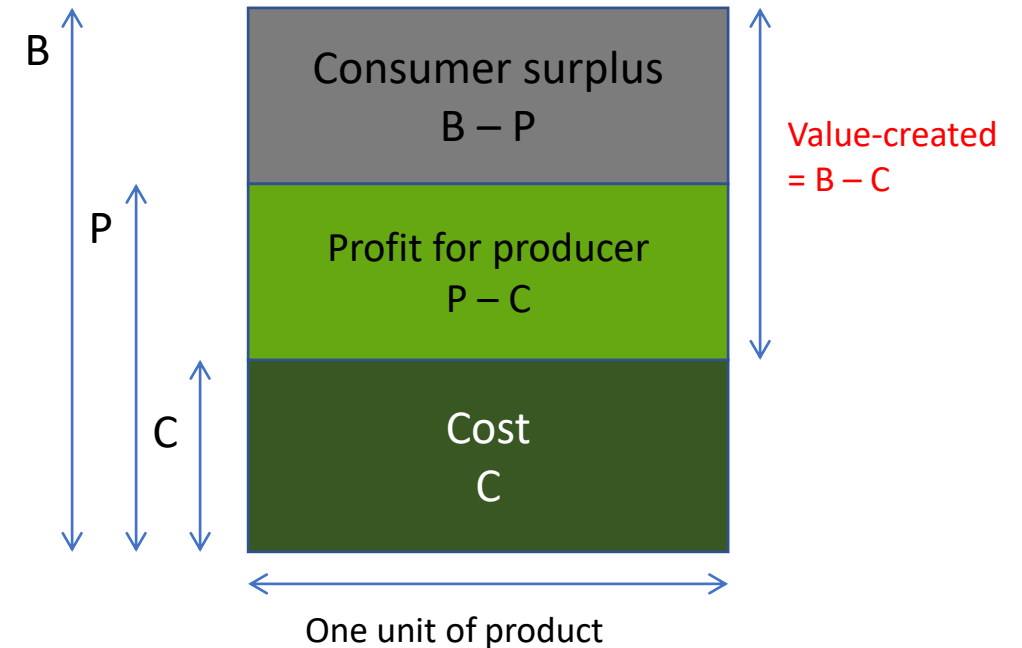 B
Consumer surplus
B – P
Value-created
= B – C
P
Profit for producer
P – C
C
Cost
C
One unit of product